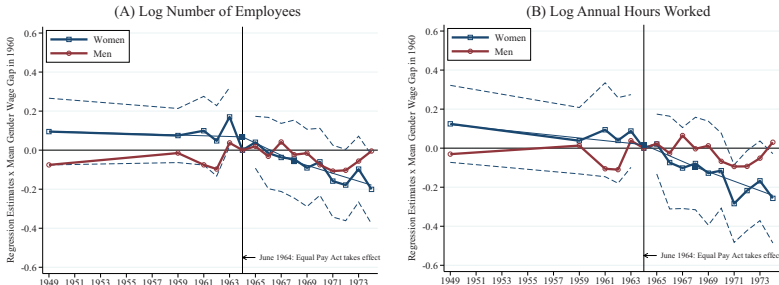 (A) Log Number of Employees
Regression Estimates x Mean Gender Wage Gap in 1960
0.6
0.4
0.2
0.0
-0.2
-0.4
-0.6
Women
Men
June 1964: Equal Pay Act takes effect
1949 1951 1953 1955 1957 1959 1961 1963 1965 1967 1969 1971 1973
(B) Log Annual Hours Worked
Regression Estimates x Mean Gender Wage Gap in 1960
0.6
0.4
0.2
0.0
-0.2
-0.4
-0.6
Women
Men
June 1964: Equal Pay Act takes effect
1949 1951 1953 1955 1957 1959 1961 1963 1965 1967 1969 1971 1973